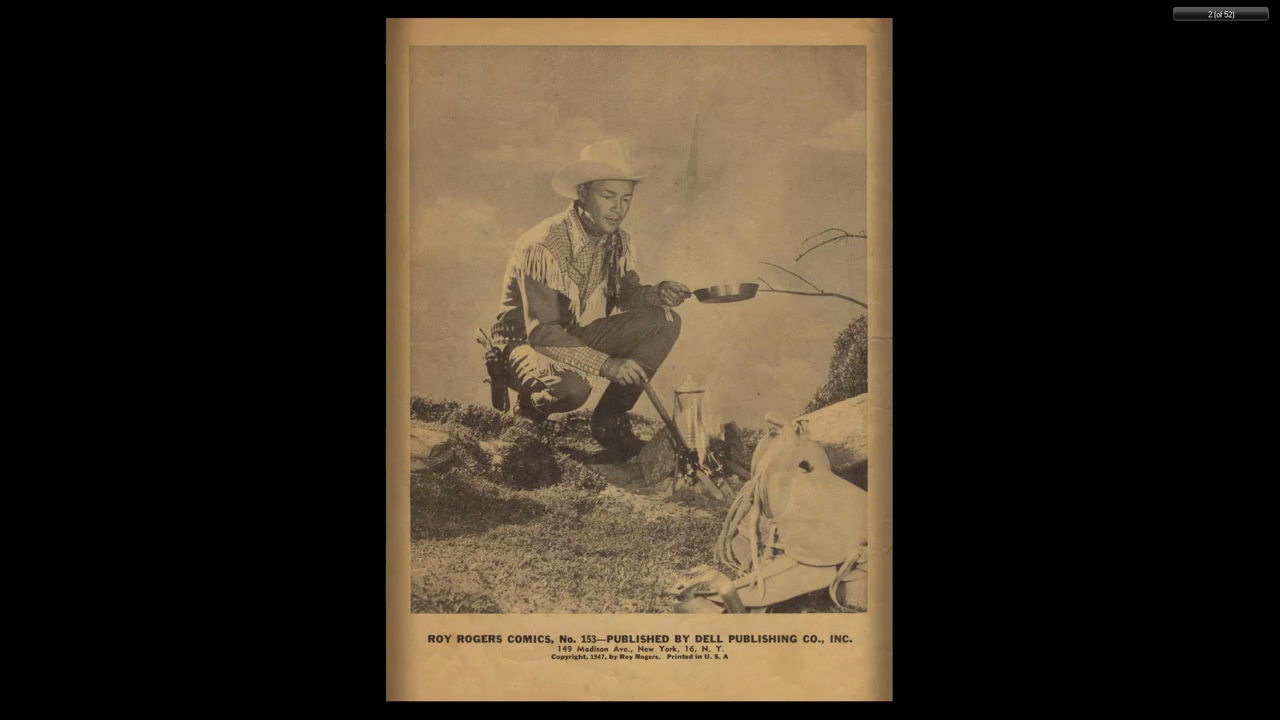 2 (of 52)
ROY ROGERS COMICS, No. 153—PUBLISHED BY DELL PUBLISHING CO., INC.
149 Madison Ave., New York, 16, N. Y.
Copyright, 1947, by Roy Rogers. Printed in U. S. A